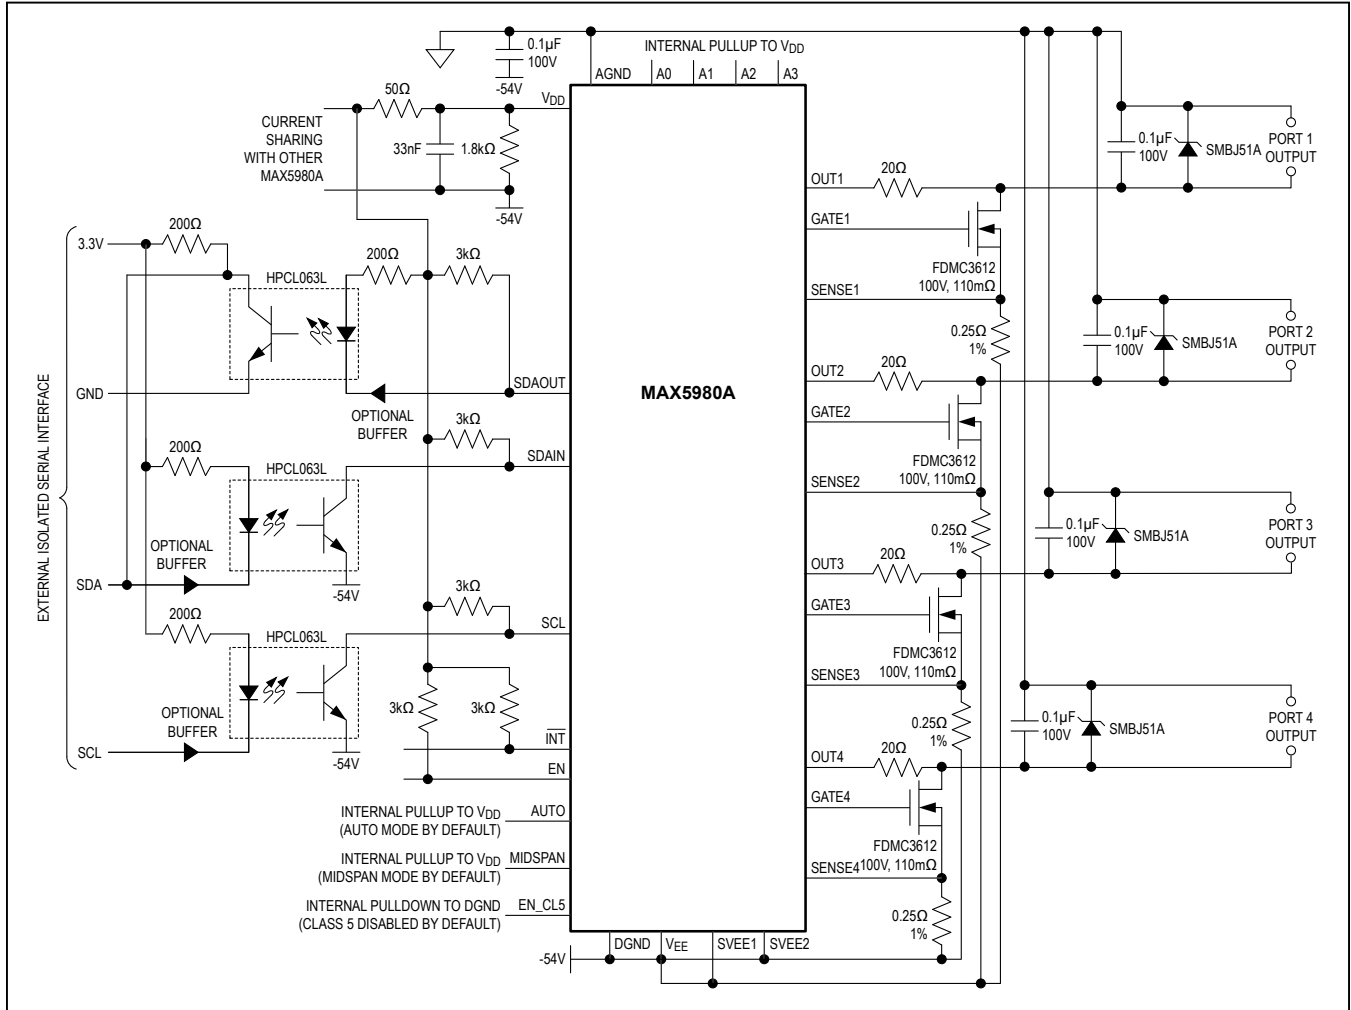 INTERNAL PULLUP TO VDD
0.1µF
100V
-54V
AGND
A0
A1
A2
A3
50Ω
VDD
CURRENT
SHARING
WITH OTHER
MAX5980A
33nF
1.8kΩ
-54V
EXTERNAL ISOLATED SERIAL INTERFACE
3.3V
200Ω
HPCL063L
200Ω
3kΩ
GND
SDAOUT
OPTIONAL
BUFFER
3kΩ
200Ω
HPCL063L
SDAIN
OPTIONAL
BUFFER
SDA
-54V
3kΩ
200Ω
HPCL063L
SCL
OPTIONAL
BUFFER
3kΩ
3kΩ
SCL
-54V
INT
EN
INTERNAL PULLUP TO VDD
(AUTO MODE BY DEFAULT)
AUTO
INTERNAL PULLUP TO VDD
(MIDSPAN MODE BY DEFAULT)
MIDSPAN
INTERNAL PULLDOWN TO DGND
(CLASS 5 DISABLED BY DEFAULT)
EN_CL5
MAX5980A
-54V
DGND
VEE
SVEE1
SVEE2
OUT1
20Ω
GATE1
FDMC3612
100V, 110mΩ
SENSE1
0.25Ω
1%
0.1µF
100V
SMBJ51A
PORT 1
OUTPUT
OUT2
20Ω
GATE2
FDMC3612
100V, 110mΩ
SENSE2
0.25Ω
1%
0.1µF
100V
SMBJ51A
PORT 2
OUTPUT
OUT3
20Ω
GATE3
FDMC3612
100V, 110mΩ
SENSE3
0.25Ω
1%
0.1µF
100V
SMBJ51A
PORT 3
OUTPUT
OUT4
20Ω
GATE4
FDMC3612
100V, 110mΩ
SENSE4
0.25Ω
1%
0.1µF
100V
SMBJ51A
PORT 4
OUTPUT